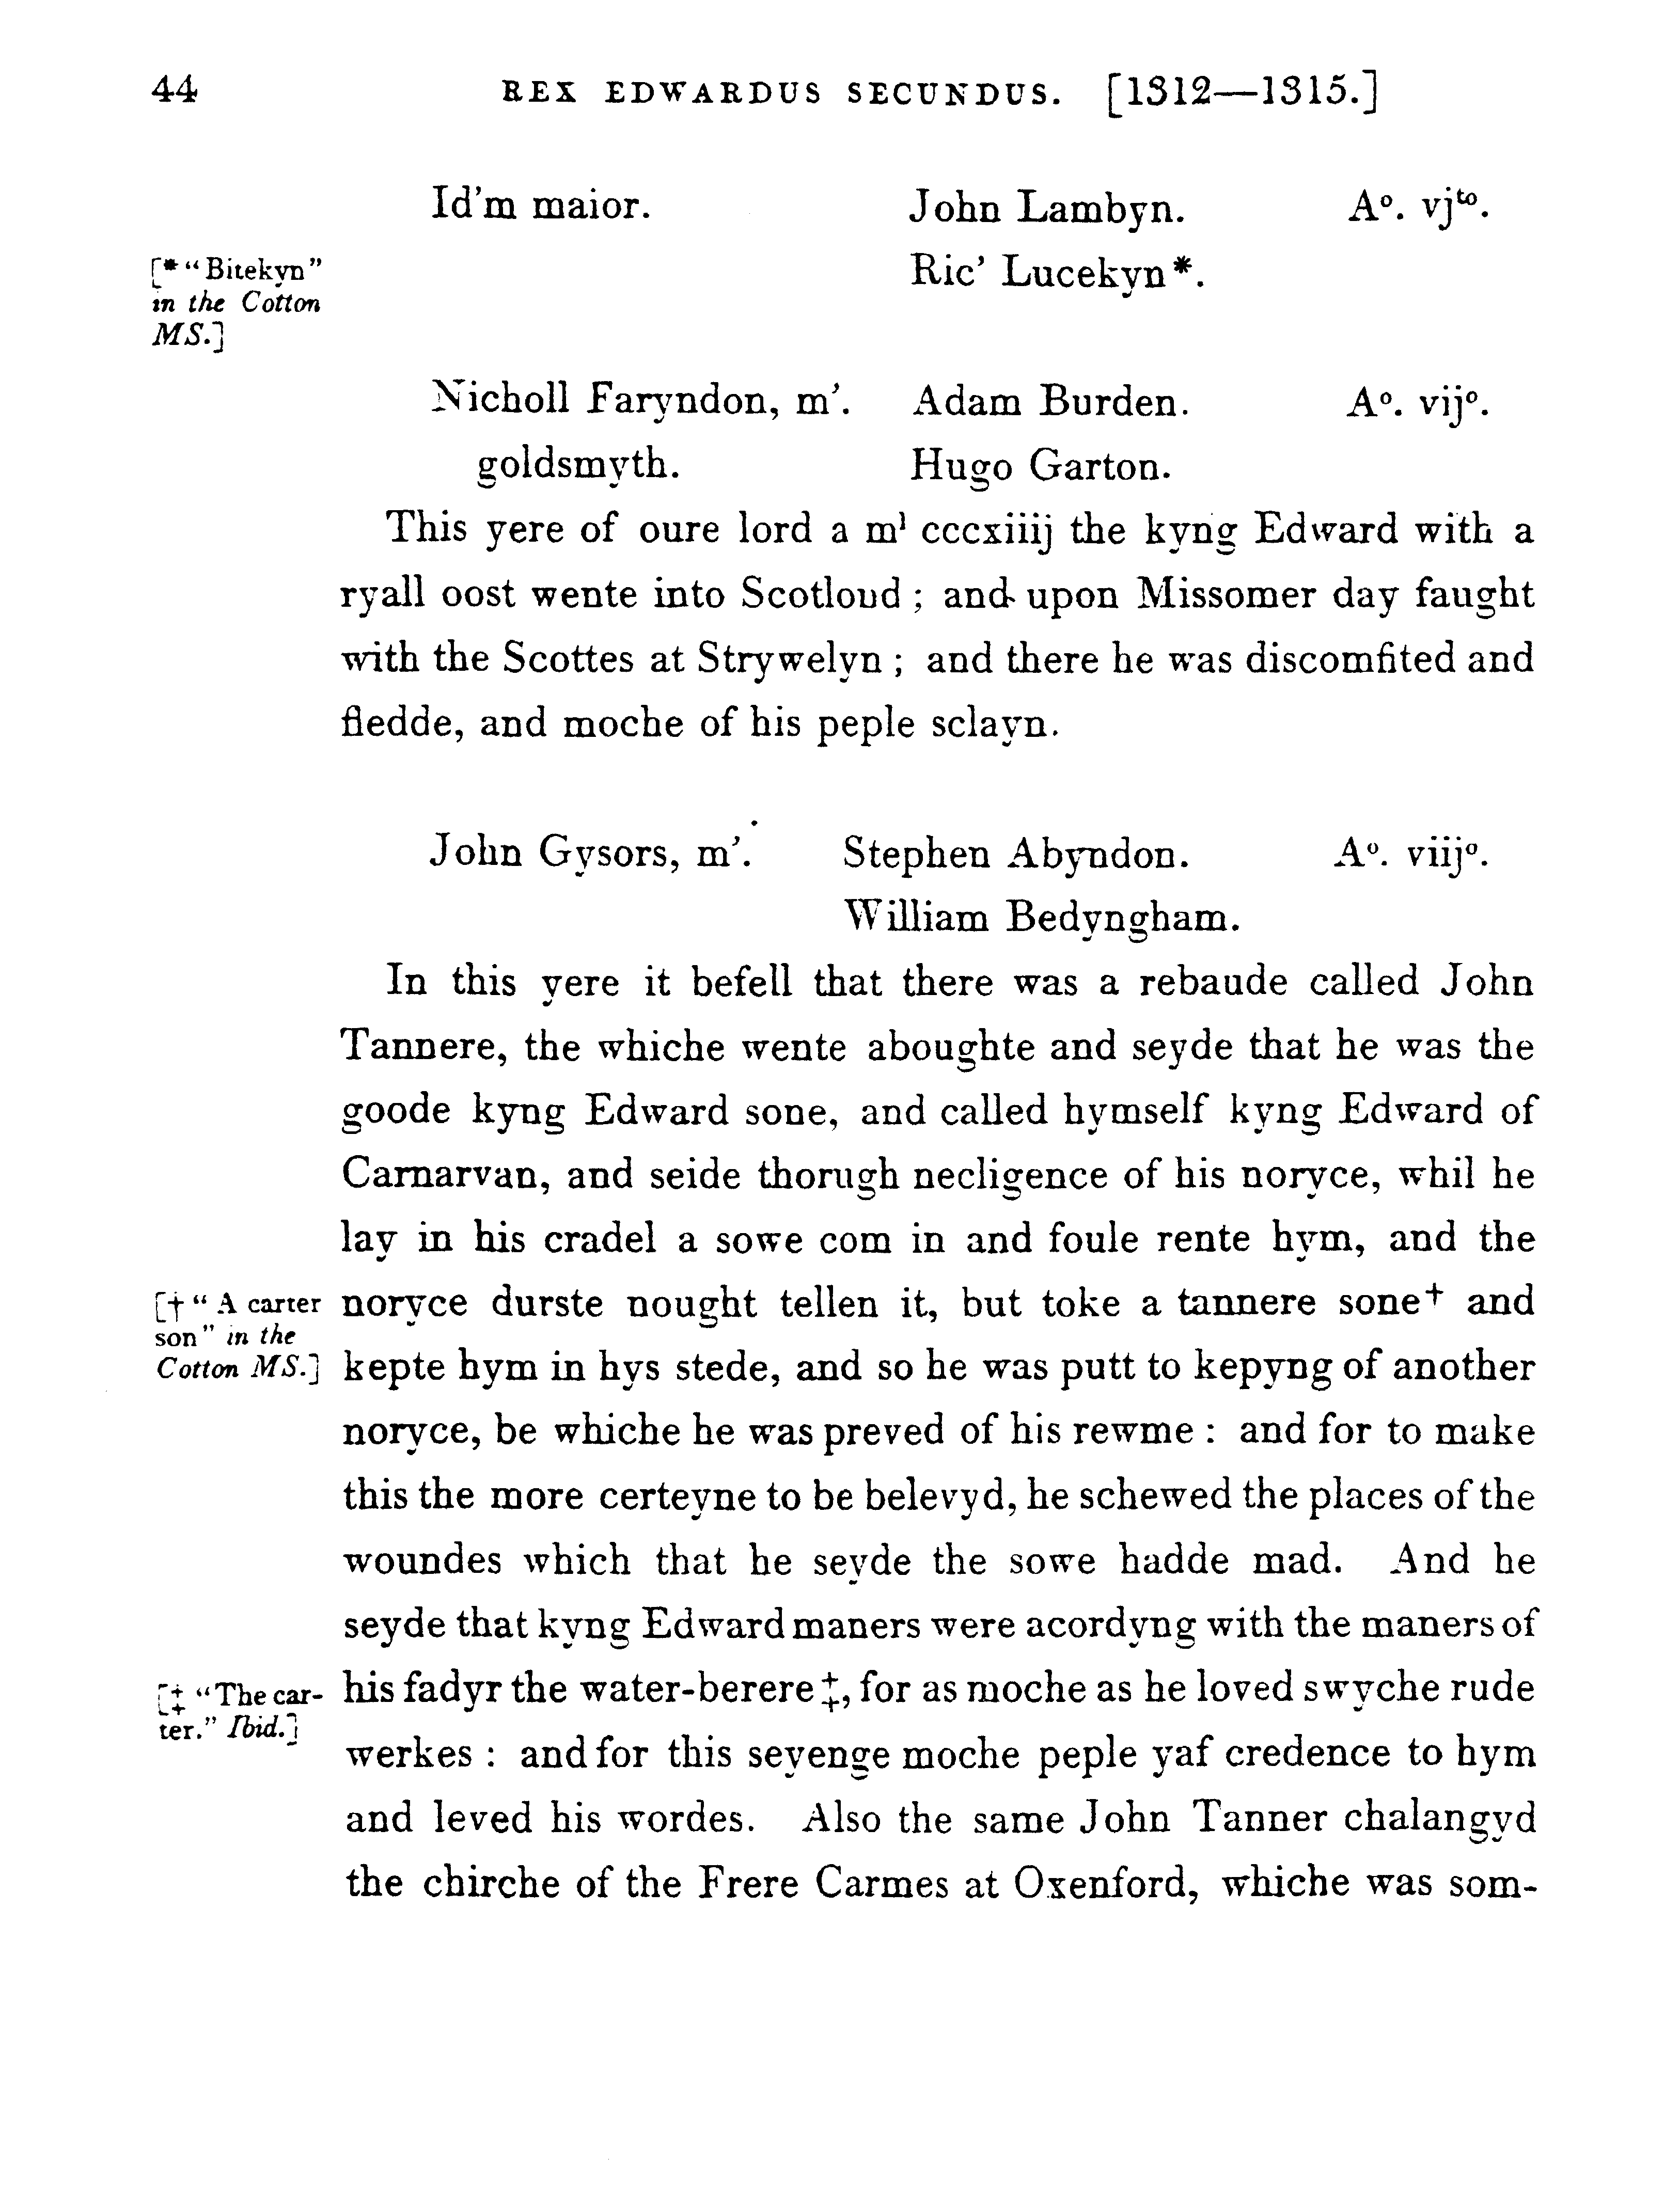 44 REX EDWARDUS SECUNDUS. [1312—1315.]
Id'm maior. John Lambyn. Aº. vjᵗᵒ.
Ric' Lucekyn*.
[* "Bitekyn"
in the Cotton
MS.]
Nicholl Faryndon, m'. Adam Burden. Aº. vijº.
goldsmyth. Hugo Garton.
This yere of oure lord a mˡ cccxiiij the kyng Edward with a
ryall oost wente into Scotloud ; and upon Missomer day faught
with the Scottes at Strywelyn ; and there he was discomfited and
fledde, and moche of his peple sclayn.
John Gysors, m'. Stephen Abyndon. Aº. viijº.
William Bedyngham.
In this yere it befell that there was a rebaude called John
Tannere, the whiche wente aboughte and seyde that he was the
goode kyng Edward sone, and called hymself kyng Edward of
Carnarvan, and seide thorugh necligence of his noryce, whil he
lay in his cradel a sowe com in and foule rente hym, and the
noryce durste nought tellen it, but toke a tannere sone† and
[† "A carter
son" in the
Cotton MS.]
kepte hym in hys stede, and so he was putt to kepyng of another
noryce, be whiche he was preved of his rewme : and for to make
this the more certeyne to be belevyd, he schewed the places of the
woundes which that he seyde the sowe hadde mad. And he
seyde that kyng Edward maners were acordyng with the maners of
his fadyr the water-berere‡, for as moche as he loved swyche rude
[‡ "The car-
ter." Ibid.]
werkes : and for this sevenge moche peple yaf credence to hym
and leved his wordes. Also the same John Tanner chalangyd
the chirche of the Frere Carmes at Oxenford, whiche was som-